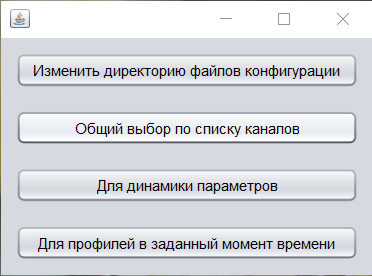 Изменить директорию файлов конфигурации
Общий выбор по списку каналов
Для динамики параметров
Для профилей в заданный момент времени